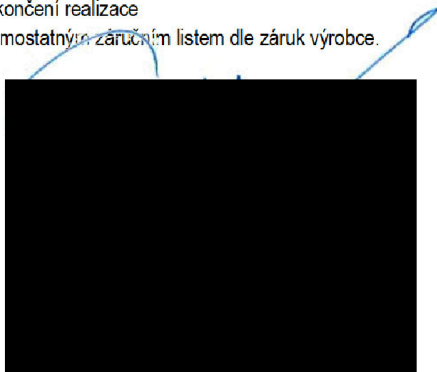 končení realizace
mostatným záručním listem dle záruk výrobce.